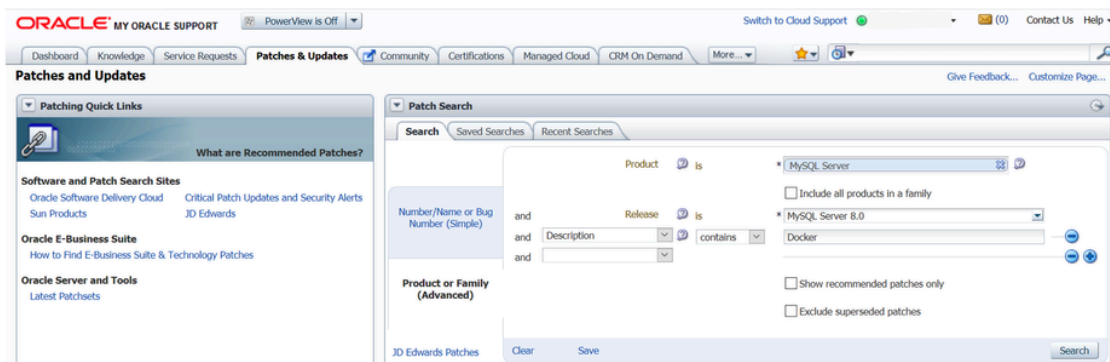 ORACLE MY ORACLE SUPPORT PowerView is Off Switch to Cloud Support (0) Contact Us Help
Dashboard Knowledge Service Requests Patches & Updates Community Certifications Managed Cloud CRM On Demand More...
Patches and Updates Give Feedback... Customize Page...
Patching Quick Links
What are Recommended Patches?
Software and Patch Search Sites
Oracle Software Delivery Cloud Critical Patch Updates and Security Alerts
Sun Products JD Edwards
Oracle E-Business Suite
How to Find E-Business Suite & Technology Patches
Oracle Server and Tools
Latest Patchsets
Patch Search
Search Saved Searches Recent Searches
Number/Name or Bug
Number (Simple)
Product or Family
(Advanced)
JD Edwards Patches
Product is * MySQL Server
Include all products in a family
and Release is * MySQL Server 8.0
and Description contains Docker
and
Show recommended patches only
Exclude superseded patches
Clear Save Search